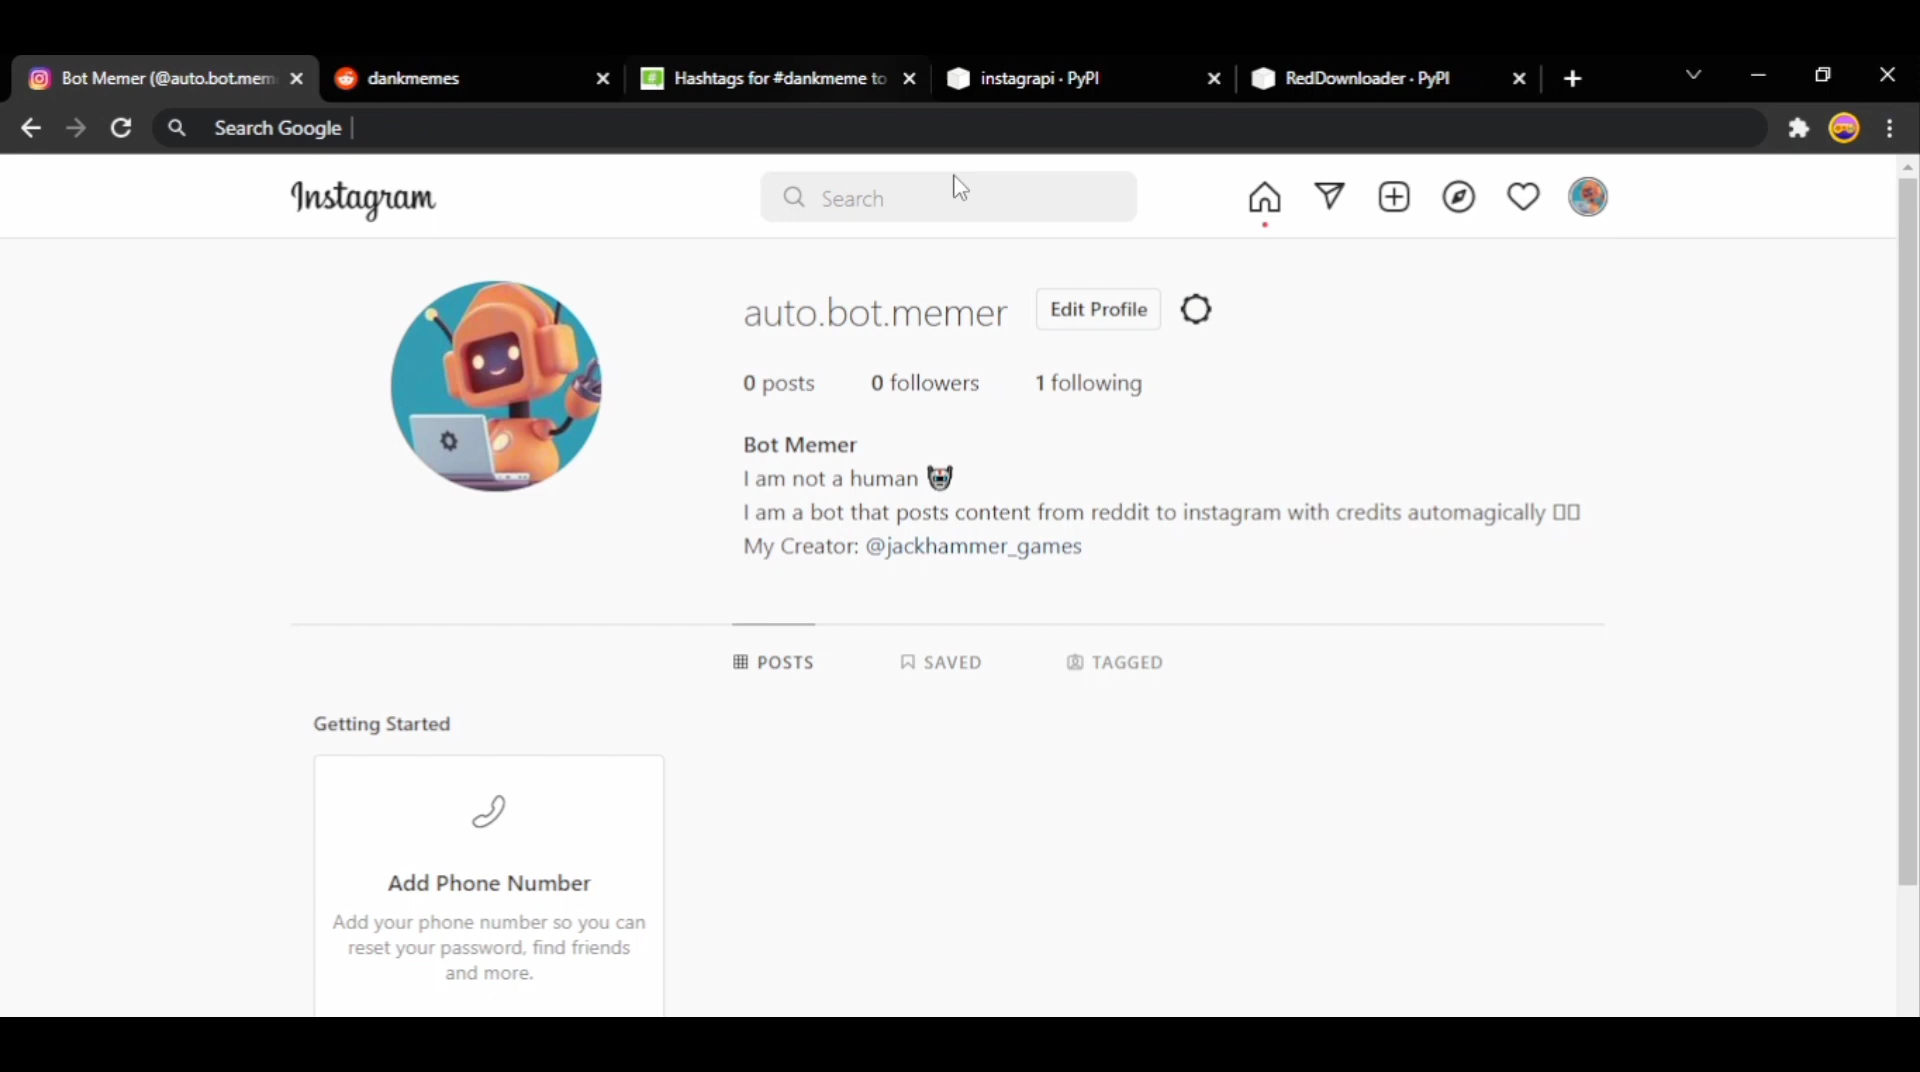 Bot Memer (@auto.bot.mem
dankmemes
Hashtags for #dankmeme to
instagrapi · PyPI
RedDownloader · PyPI
Search Google
Instagram
Search
auto.bot.memer
Edit Profile
0 posts
0 followers
1 following
Bot Memer
I am not a human 🤖
I am a bot that posts content from reddit to instagram with credits automagically
My Creator: @jackhammer_games
POSTS
SAVED
TAGGED
Getting Started
Add Phone Number
Add your phone number so you can
reset your password, find friends
and more.